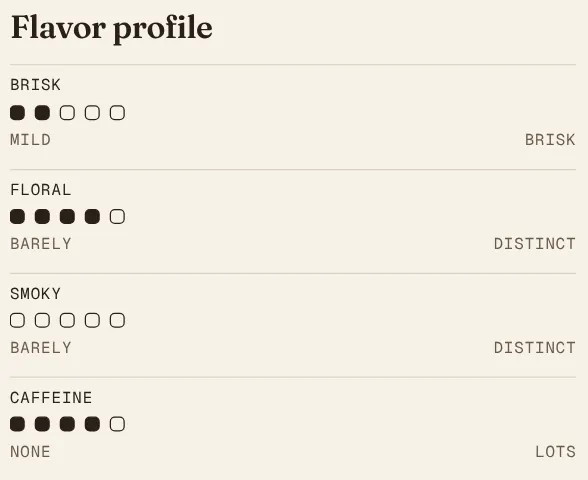 Flavor profile
BRISK
MILD BRISK
FLORAL
BARELY DISTINCT
SMOKY
BARELY DISTINCT
CAFFEINE
NONE LOTS